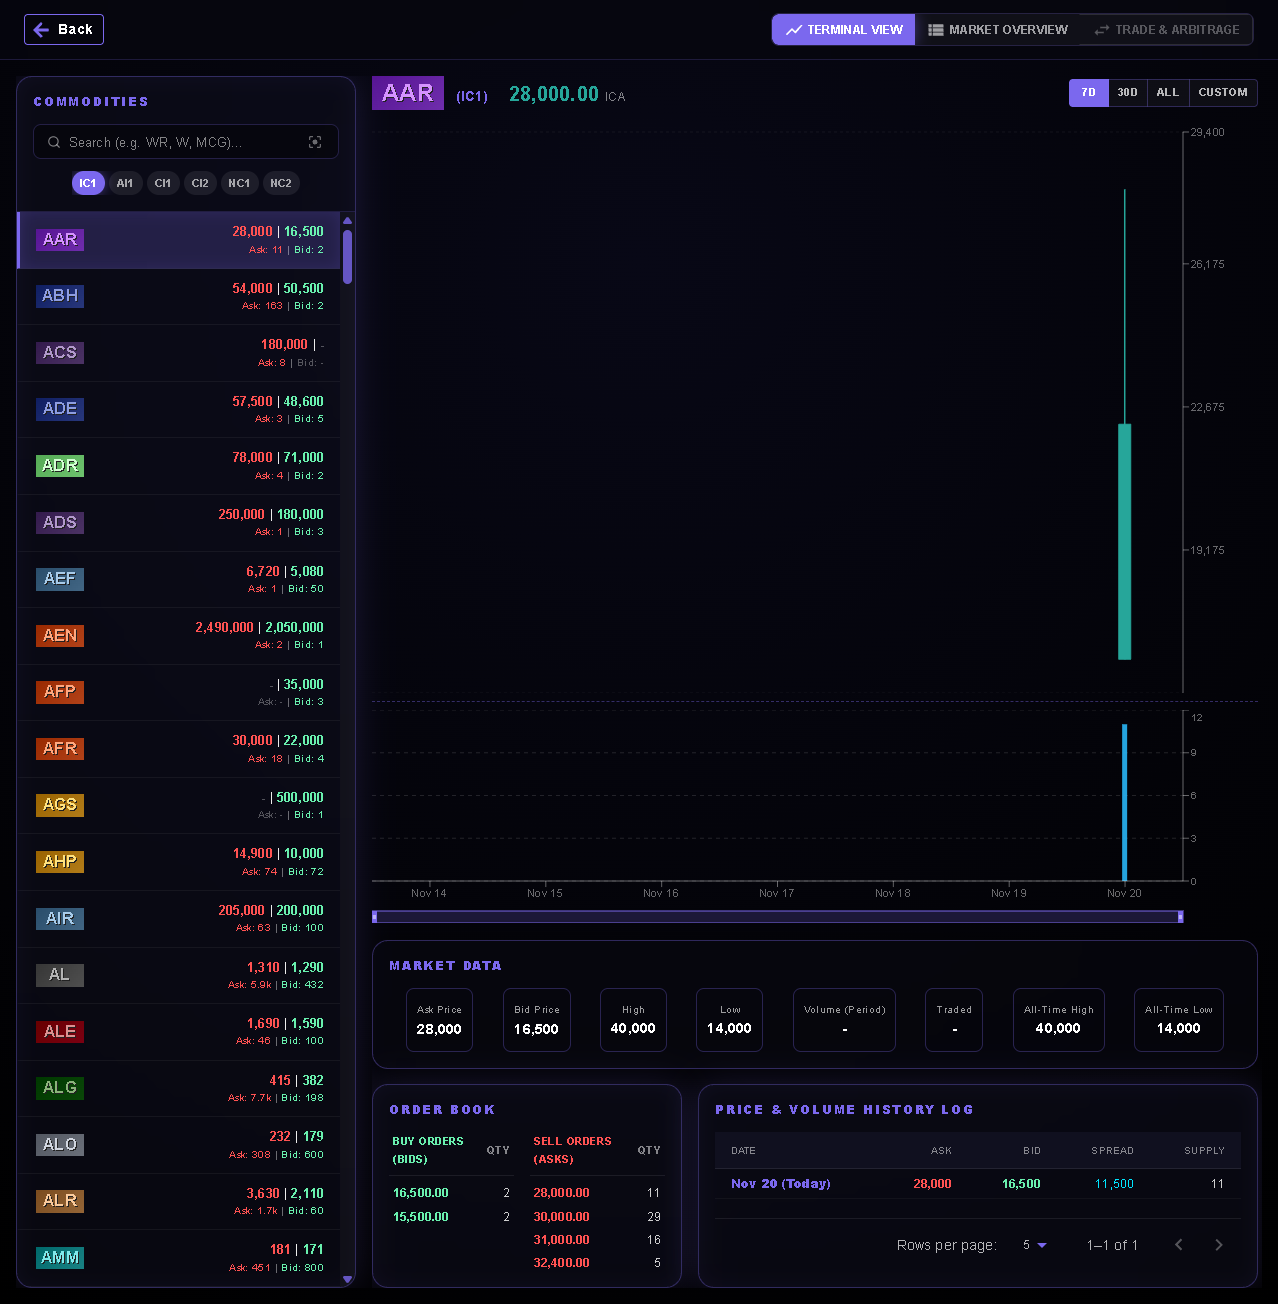 Back
TERMINAL VIEW
MARKET OVERVIEW
TRADE & ARBITRAGE
COMMODITIES
Search (e.g. WR, W, MCG)...
IC1 AI1 CI1 CI2 NC1 NC2
AAR 28,000 | 16,500
Ask: 11 | Bid: 2
ABH 54,000 | 50,500
Ask: 163 | Bid: 2
ACS 180,000 | -
Ask: 8 | Bid: -
ADE 57,500 | 48,600
Ask: 3 | Bid: 5
ADR 78,000 | 71,000
Ask: 4 | Bid: 2
ADS 250,000 | 180,000
Ask: 1 | Bid: 3
AEF 6,720 | 5,080
Ask: 1 | Bid: 50
AEN 2,490,000 | 2,050,000
Ask: 2 | Bid: 1
AFP - | 35,000
Ask: - | Bid: 3
AFR 30,000 | 22,000
Ask: 18 | Bid: 4
AGS - | 500,000
Ask: - | Bid: 1
AHP 14,900 | 10,000
Ask: 74 | Bid: 72
AIR 205,000 | 200,000
Ask: 63 | Bid: 100
AL 1,310 | 1,290
Ask: 5.9k | Bid: 432
ALE 1,690 | 1,590
Ask: 46 | Bid: 100
ALG 415 | 382
Ask: 7.7k | Bid: 198
ALO 232 | 179
Ask: 308 | Bid: 600
ALR 3,630 | 2,110
Ask: 1.7k | Bid: 60
AMM 181 | 171
Ask: 451 | Bid: 800
AAR (IC1) 28,000.00 ICA
7D 30D ALL CUSTOM
29,400
26,175
22,675
19,175
12
9
6
3
0
Nov 14 Nov 15 Nov 16 Nov 17 Nov 18 Nov 19 Nov 20
MARKET DATA
Ask Price
28,000
Bid Price
16,500
High
40,000
Low
14,000
Volume (Period)
-
Traded
-
All-Time High
40,000
All-Time Low
14,000
ORDER BOOK
BUY ORDERS (BIDS) QTY
16,500.00 2
15,500.00 2
SELL ORDERS (ASKS) QTY
28,000.00 11
30,000.00 29
31,000.00 16
32,400.00 5
PRICE & VOLUME HISTORY LOG
DATE ASK BID SPREAD SUPPLY
Nov 20 (Today) 28,000 16,500 11,500 11
Rows per page: 5 1–1 of 1